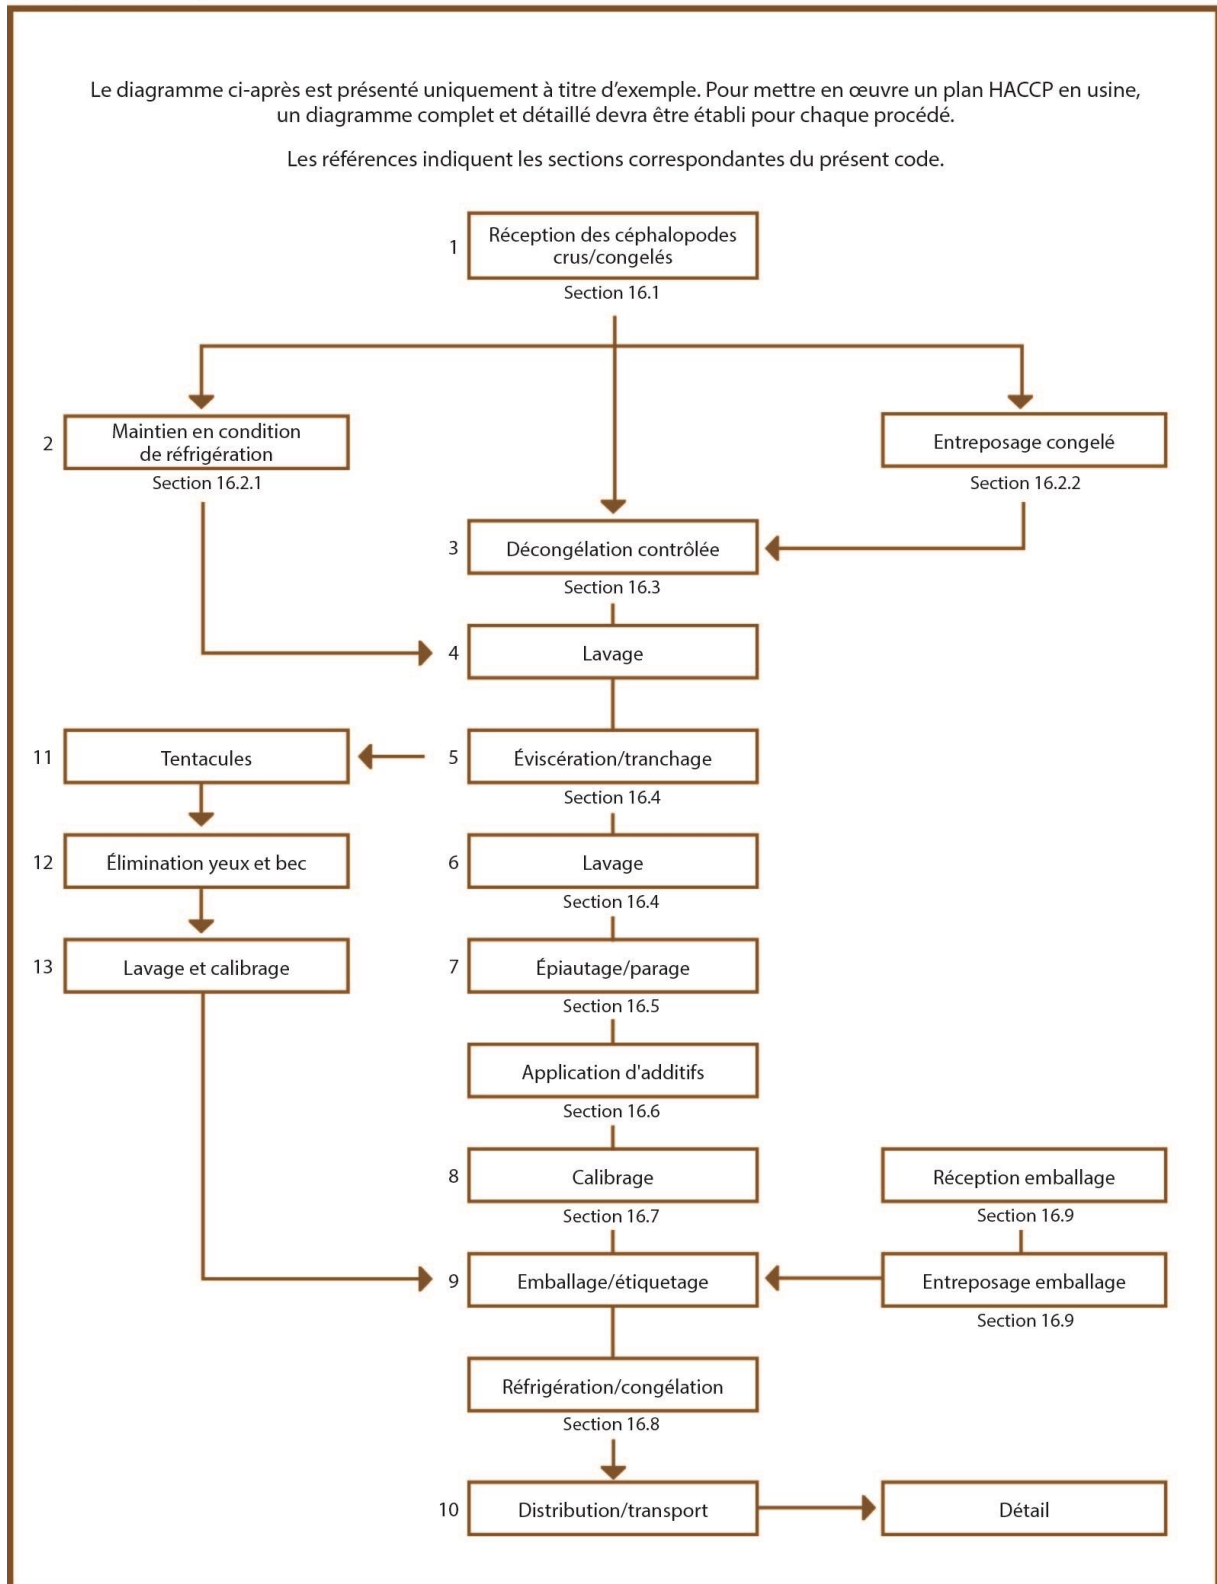 Le diagramme ci-après est présenté uniquement à titre d’exemple. Pour mettre en œuvre un plan HACCP en usine,
un diagramme complet et détaillé devra être établi pour chaque procédé.
Les références indiquent les sections correspondantes du présent code.
1
Réception des céphalopodes
crus/congelés
Section 16.1
2
Maintien en condition
de réfrigération
Section 16.2.1
Entreposage congelé
Section 16.2.2
3
Décongélation contrôlée
Section 16.3
4
Lavage
11
Tentacules
5
Éviscération/tranchage
Section 16.4
12
Élimination yeux et bec
6
Lavage
Section 16.4
13
Lavage et calibrage
7
Épiautage/parage
Section 16.5
Application d'additifs
Section 16.6
8
Calibrage
Section 16.7
Réception emballage
Section 16.9
9
Emballage/étiquetage
Entreposage emballage
Section 16.9
Réfrigération/congélation
Section 16.8
10
Distribution/transport
Détail